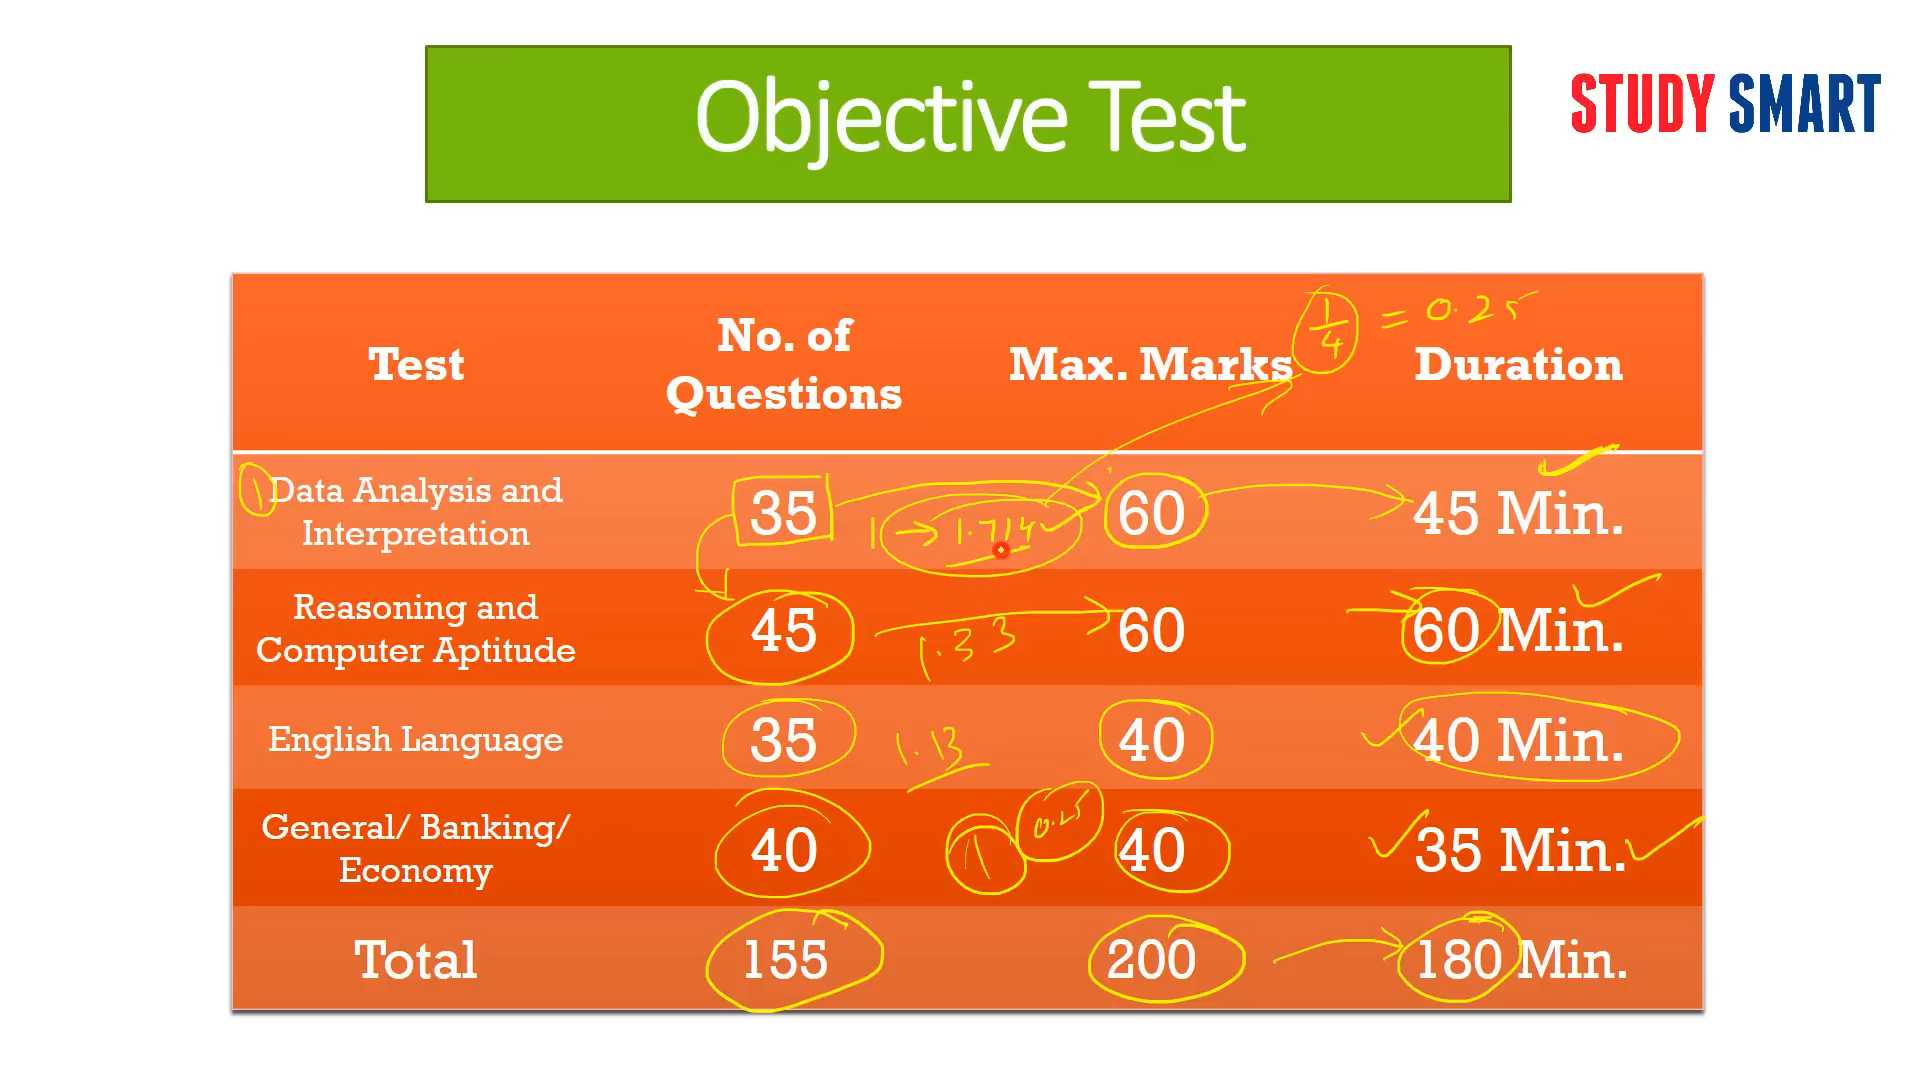 Objective Test
STUDY SMART
1/4 = 0.25
Test No. of Questions Max. Marks Duration
1 Data Analysis and Interpretation 35 1 → 1.714 60 45 Min.
Reasoning and Computer Aptitude 45 1.33 60 60 Min.
English Language 35 1.13 40 40 Min.
General/ Banking/ Economy 40 1 0.25 40 35 Min.
Total 155 200 180 Min.